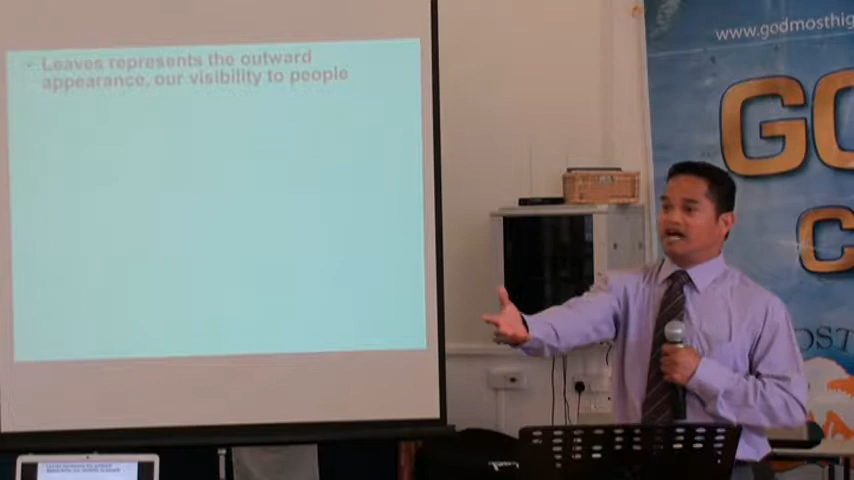 Leaves represents the outward
appearance, our visibility to people
www.godmosthig
GO
C
OST